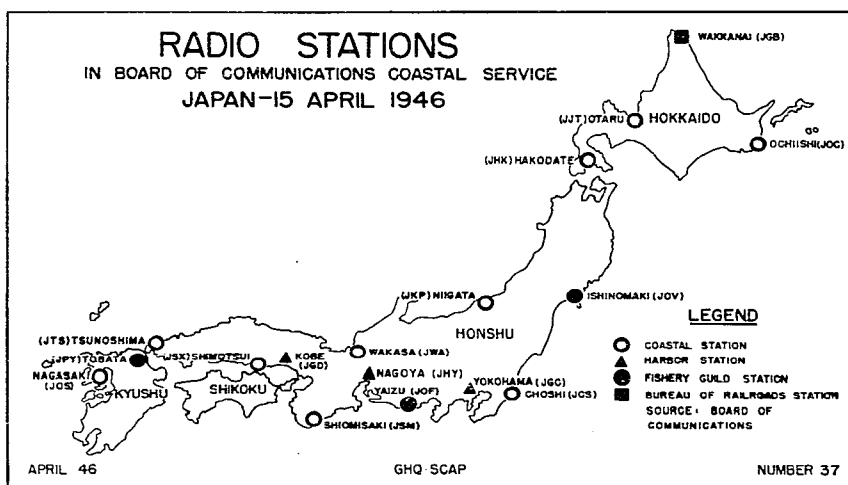 RADIO STATIONS
IN BOARD OF COMMUNICATIONS COASTAL SERVICE
JAPAN-15 APRIL 1946
WAKKANAI (JGB)
(JJT) OTARU
HOKKAIDO
OCHIISHI (JOC)
(JHK) HAKODATE
(JKP) NIIGATA
ISHINOMAKI (JOV)
HONSHU
(JTS) TSUNOSHIMA
(JPY) TOBATA
(JSX) SHIMOTSUI
KOBE
(JGD)
WAKASA (JWA)
NAGASAKI
(JOS)
KYUSHU
SHIKOKU
NAGOYA (JHY)
YAIZU (JOF)
YOKOHAMA (JGC)
CHOSHI (JCS)
SHIOMISAKI (JSM)
LEGEND
COASTAL STATION
HARBOR STATION
FISHERY GUILD STATION
BUREAU OF RAILROADS STATION
SOURCE: BOARD OF
COMMUNICATIONS
APRIL 46
GHQ-SCAP
NUMBER 37